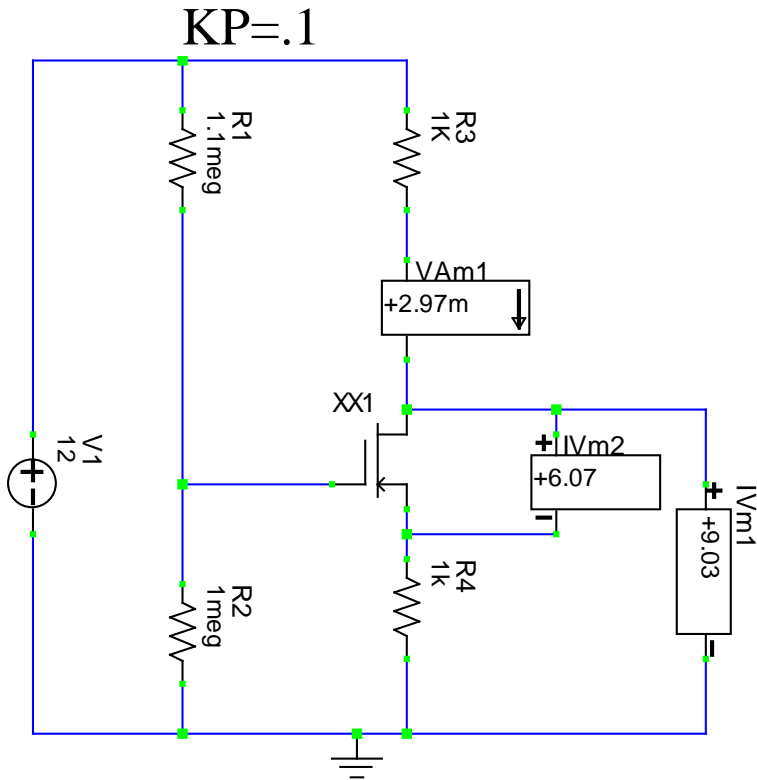 KP=.1
R1
1.1meg
R3
1K
VAm1
+2.97m
XX1
V1
12
IVm2
+6.07
IVm1
+9.03
R2
1meg
R4
1k